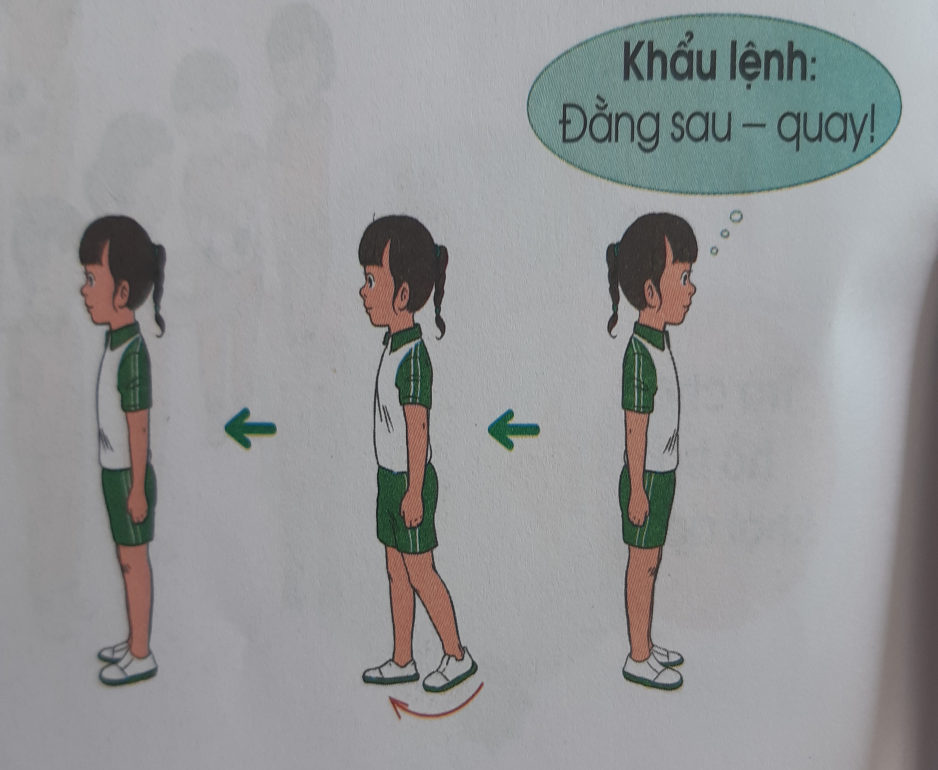 Khẩu lệnh:
Đằng sau – quay!